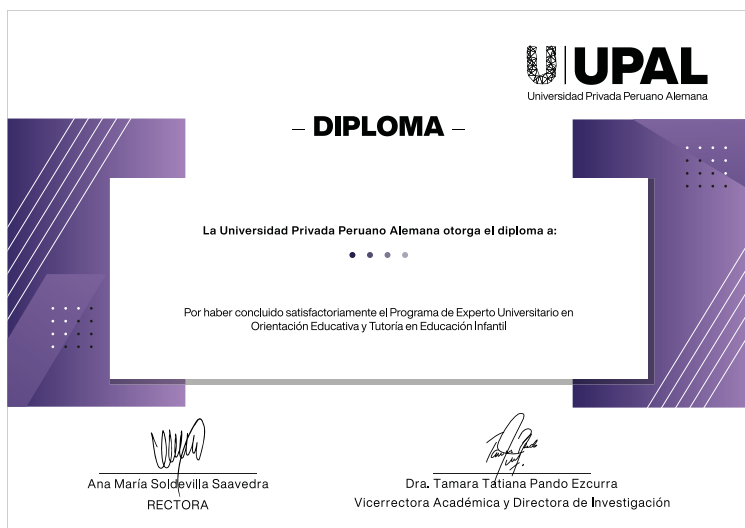 UPAL
Universidad Privada Peruano Alemana
– DIPLOMA –
La Universidad Privada Peruano Alemana otorga el diploma a:
Por haber concluido satisfactoriamente el Programa de Experto Universitario en
Orientación Educativa y Tutoría en Educación Infantil
Ana María Soldevilla Saavedra
RECTORA
Dra. Tamara Tatiana Pando Ezcurra
Vicerrectora Académica y Directora de Investigación